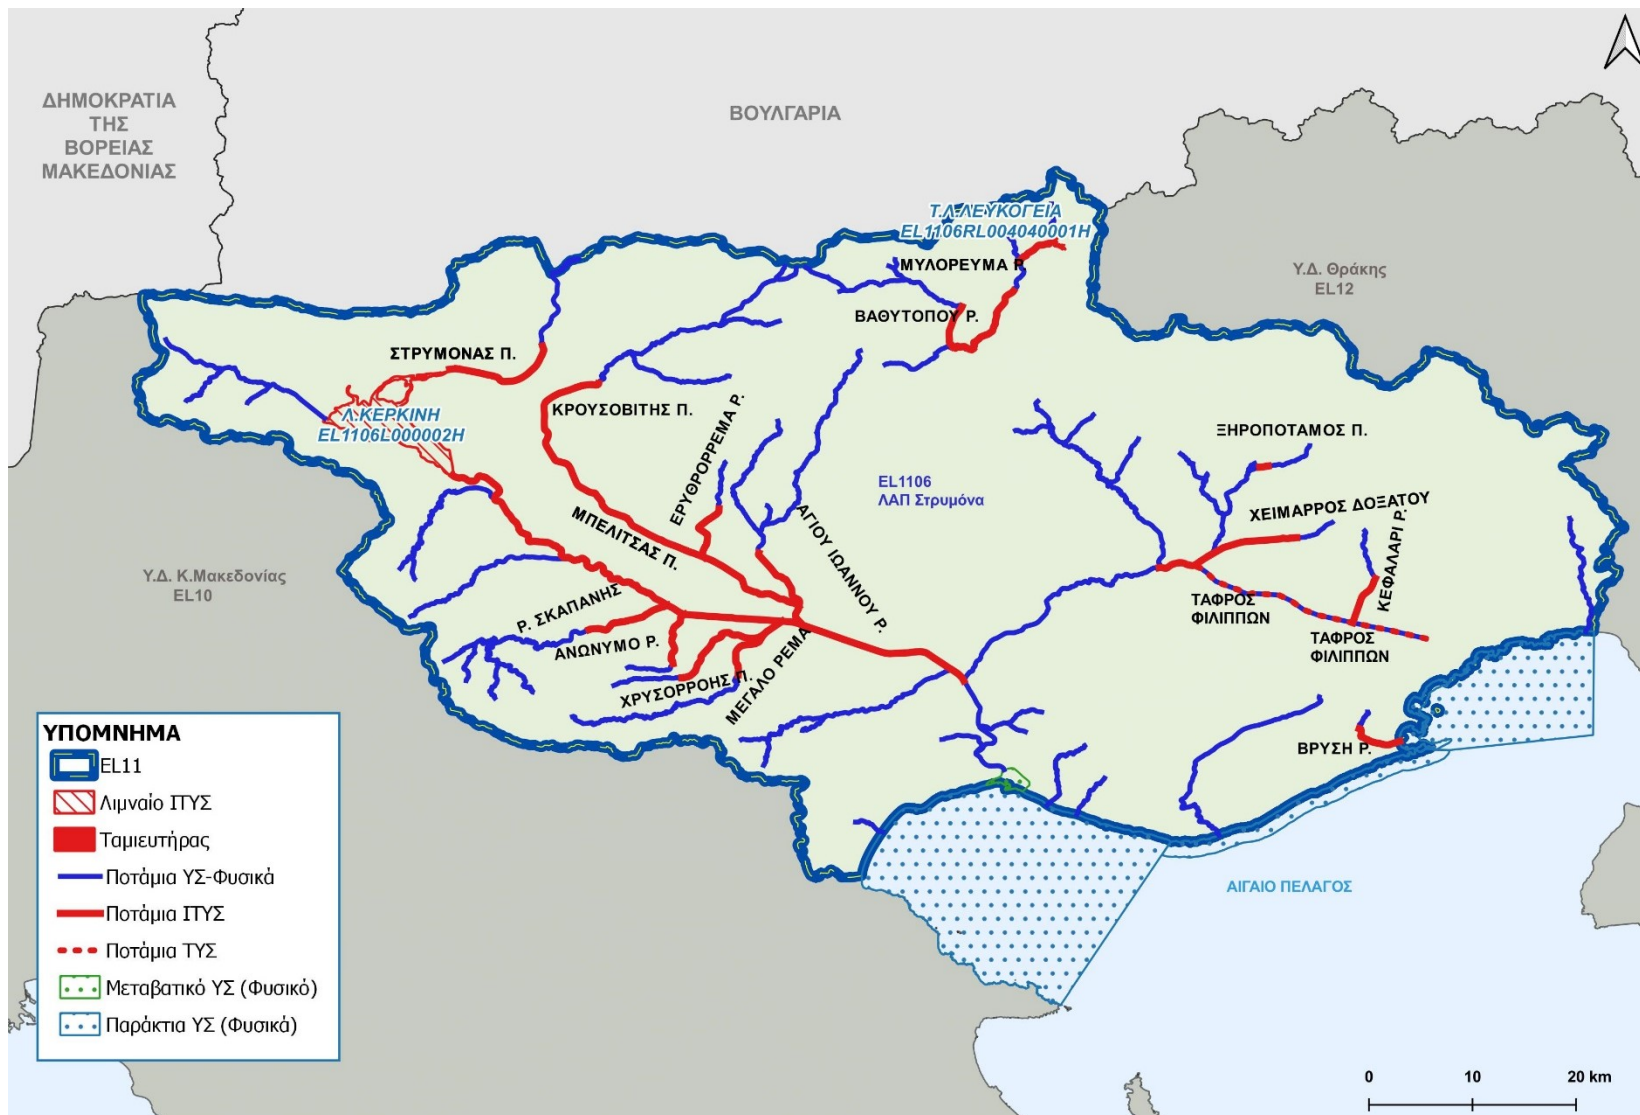 ΔΗΜΟΚΡΑΤΙΑ
ΤΗΣ
ΒΟΡΕΙΑΣ
ΜΑΚΕΔΟΝΙΑΣ
ΒΟΥΛΓΑΡΙΑ
Τ.Λ.ΛΕΥΚΟΓΕΙΑ
EL1106RL004040001H
ΜΥΛΟΡΕΥΜΑ Ρ.
Υ.Δ. Θράκης
EL12
ΒΑΘΥΤΟΠΟΥ Ρ.
ΣΤΡΥΜΟΝΑΣ Π.
Λ.ΚΕΡΚΙΝΗ
EL1106L000002H
ΚΡΟΥΣΟΒΙΤΗΣ Π.
ΕΡΥΘΡΟΡΡΕΜΑ Ρ.
ΞΗΡΟΠΟΤΑΜΟΣ Π.
EL1106
ΛΑΠ Στρυμόνα
ΧΕΙΜΑΡΡΟΣ ΔΟΞΑΤΟΥ
ΚΕΦΑΛΑΡΙ Ρ.
ΜΠΕΛΙΤΣΑΣ Π.
ΑΓΙΟΥ ΙΩΑΝΝΟΥ Ρ.
Υ.Δ. Κ.Μακεδονίας
EL10
Ρ. ΣΚΑΠΑΝΗΣ
ΤΑΦΡΟΣ
ΦΙΛΙΠΠΩΝ
ΤΑΦΡΟΣ
ΦΙΛΙΠΠΩΝ
ΑΝΩΝΥΜΟ Ρ.
ΧΡΥΣΟΡΡΟΗΣ Π.
ΜΕΓΑΛΟ ΡΕΜΑ
ΒΡΥΣΗ Ρ.
ΑΙΓΑΙΟ ΠΕΛΑΓΟΣ
ΥΠΟΜΝΗΜΑ
EL11
Λιμναίο ΙΤΥΣ
Ταμιευτήρας
Ποτάμια ΥΣ-Φυσικά
Ποτάμια ΙΤΥΣ
Ποτάμια ΤΥΣ
Μεταβατικό ΥΣ (Φυσικό)
Παράκτια ΥΣ (Φυσικά)
0 10 20 km